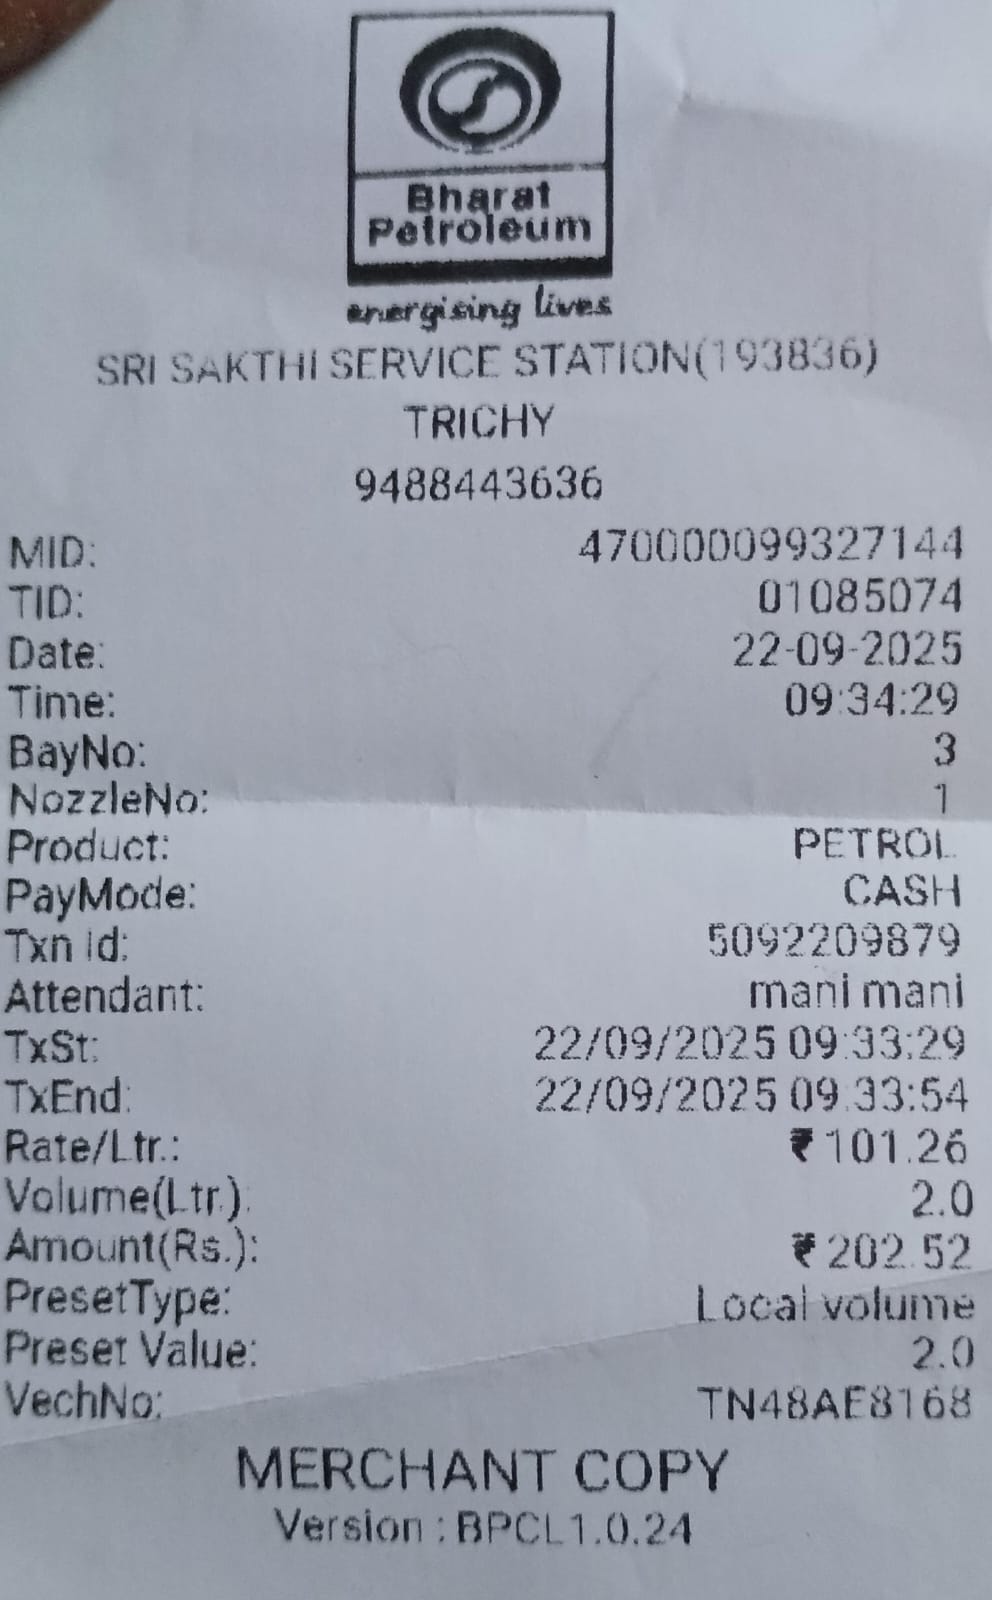 Bharat
Petroleum
energising lives
SRI SAKTHI SERVICE STATION(193836)
TRICHY
9488443636
MID: 470000099327144
TID: 01085074
Date: 22-09-2025
Time: 09:34:29
BayNo: 3
NozzleNo: 1
Product: PETROL
PayMode: CASH
Txn id: 5092209879
Attendant: mani mani
TxSt: 22/09/2025 09:33:29
TxEnd: 22/09/2025 09:33:54
Rate/Ltr.: ₹ 101.26
Volume(Ltr.): 2.0
Amount(Rs.): ₹ 202.52
PresetType: Local volume
Preset Value: 2.0
VechNo: TN48AE8168
MERCHANT COPY
Version : BPCL1.0.24